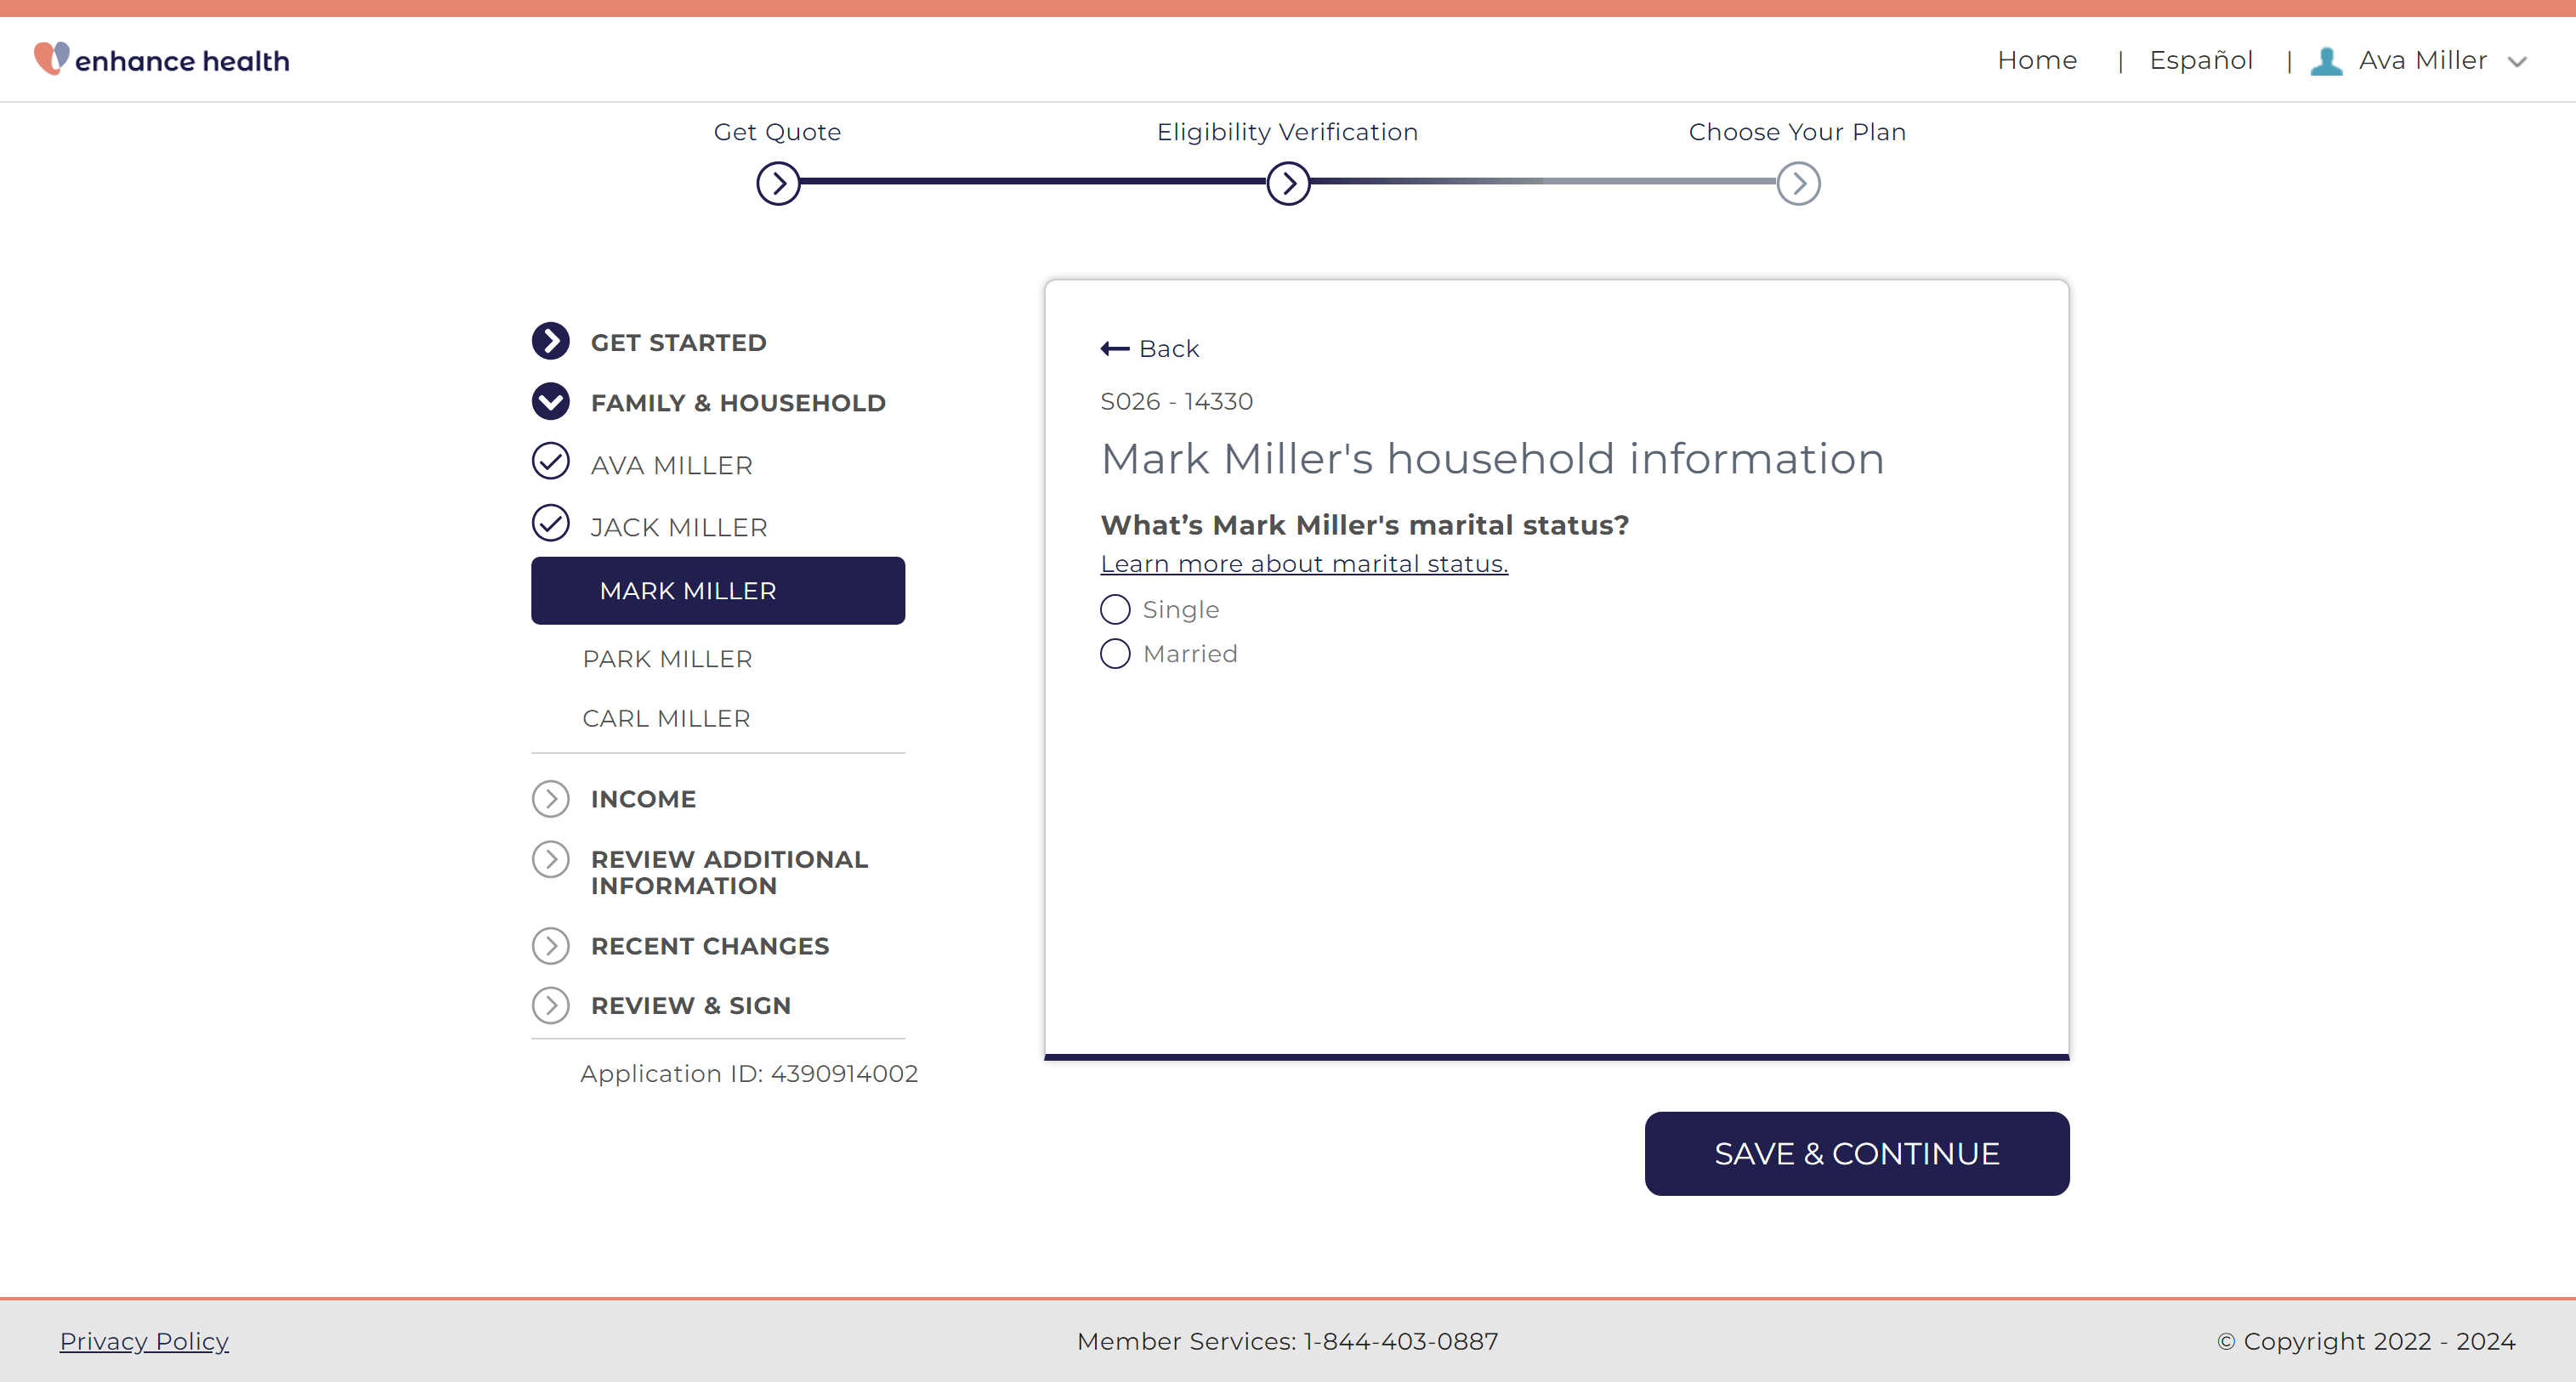 enhance health
Home | Español | Ava Miller
Get Quote
Eligibility Verification
Choose Your Plan
GET STARTED
FAMILY & HOUSEHOLD
AVA MILLER
JACK MILLER
MARK MILLER
PARK MILLER
CARL MILLER
INCOME
REVIEW ADDITIONAL
INFORMATION
RECENT CHANGES
REVIEW & SIGN
Application ID: 4390914002
Back
S026 - 14330
Mark Miller's household information
What’s Mark Miller's marital status?
Learn more about marital status.
Single
Married
SAVE & CONTINUE
Privacy Policy
Member Services: 1-844-403-0887
© Copyright 2022 - 2024